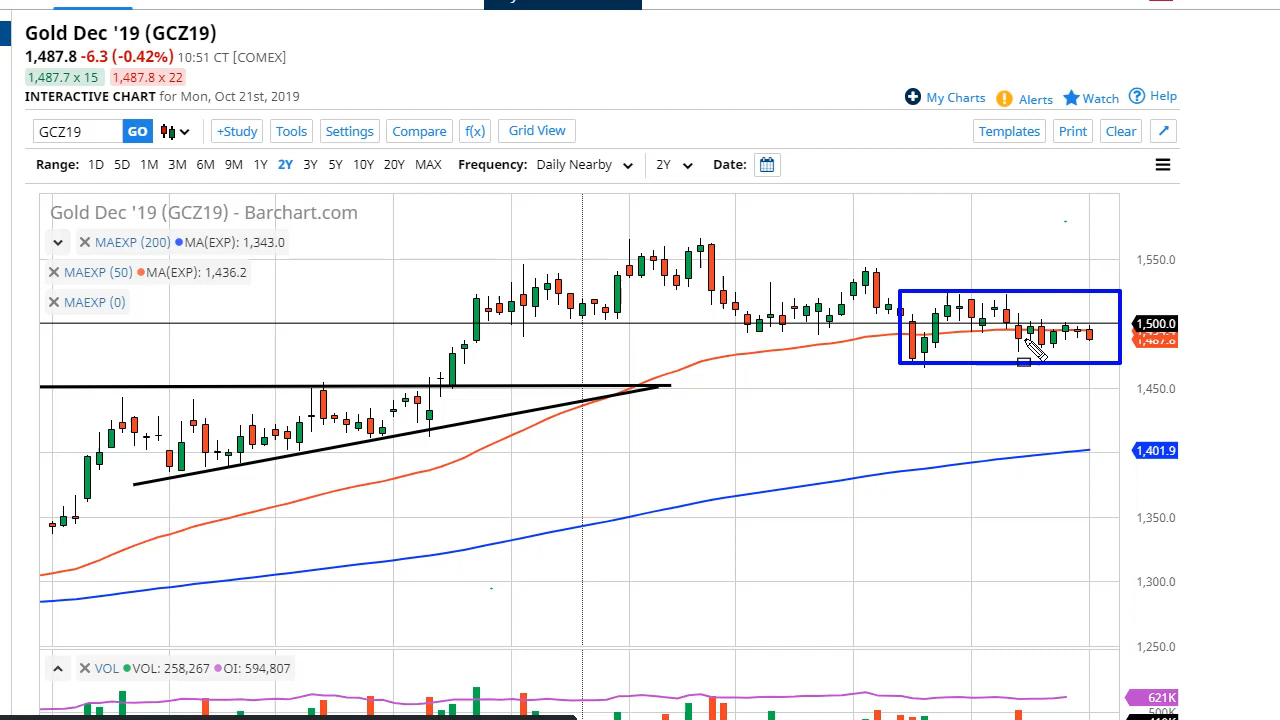 Gold Dec '19 (GCZ19)
1,487.8 -6.3 (-0.42%) 10:51 CT [COMEX]
1,487.7 x 15 1,487.8 x 22
INTERACTIVE CHART for Mon, Oct 21st, 2019
My Charts Alerts Watch Help
GCZ19 GO +Study Tools Settings Compare f(x) Grid View Templates Print Clear
Range: 1D 5D 1M 3M 6M 9M 1Y 2Y 3Y 5Y 10Y 20Y MAX Frequency: Daily Nearby 2Y Date:
Gold Dec '19 (GCZ19) - Barchart.com
MAEXP (200) MA(EXP): 1,343.0
MAEXP (50) MA(EXP): 1,436.2
MAEXP (0)
1,550.0
1,500.0
1,487.8
1,450.0
1,401.9
1,350.0
1,300.0
1,250.0
VOL VOL: 258,267 OI: 594,807
621K
500K